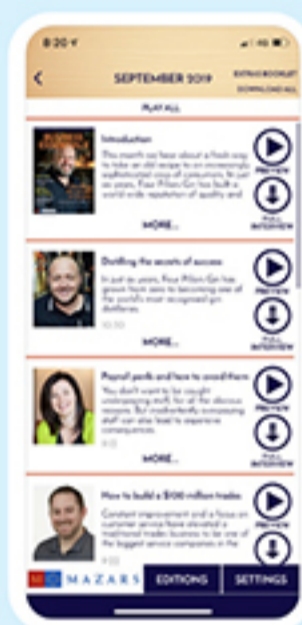 8:20
4G
SEPTEMBER 2019
EXTRAS BOOKLET
DOWNLOAD ALL
PLAY ALL
Introduction
This month we hear about a fresh way
to take an old recipe to an increasingly
sophisticated crop of consumers. In just
six years, Four Pillars Gin has built a
world wide reputation of quality and
MORE...
PREVIEW
FULL
INTERVIEW
Distilling the secrets of success
In just six years, Four Pillars Gin has
grown from zero to becoming one of
the world's most recognised gin
distilleries.
MORE...
PREVIEW
FULL
INTERVIEW
Payroll perils and how to avoid them
You don't want to be caught
underpaying staff, for all the obvious
reasons. But inadvertently overpaying
staff can also lead to expensive
consequences.
MORE...
PREVIEW
FULL
INTERVIEW
How to build a $100 million tradie
Constant improvement and a focus on
customer service have elevated a
traditional trades business to be one of
the biggest service companies in the
PREVIEW
MAZARS
EDITIONS
SETTINGS